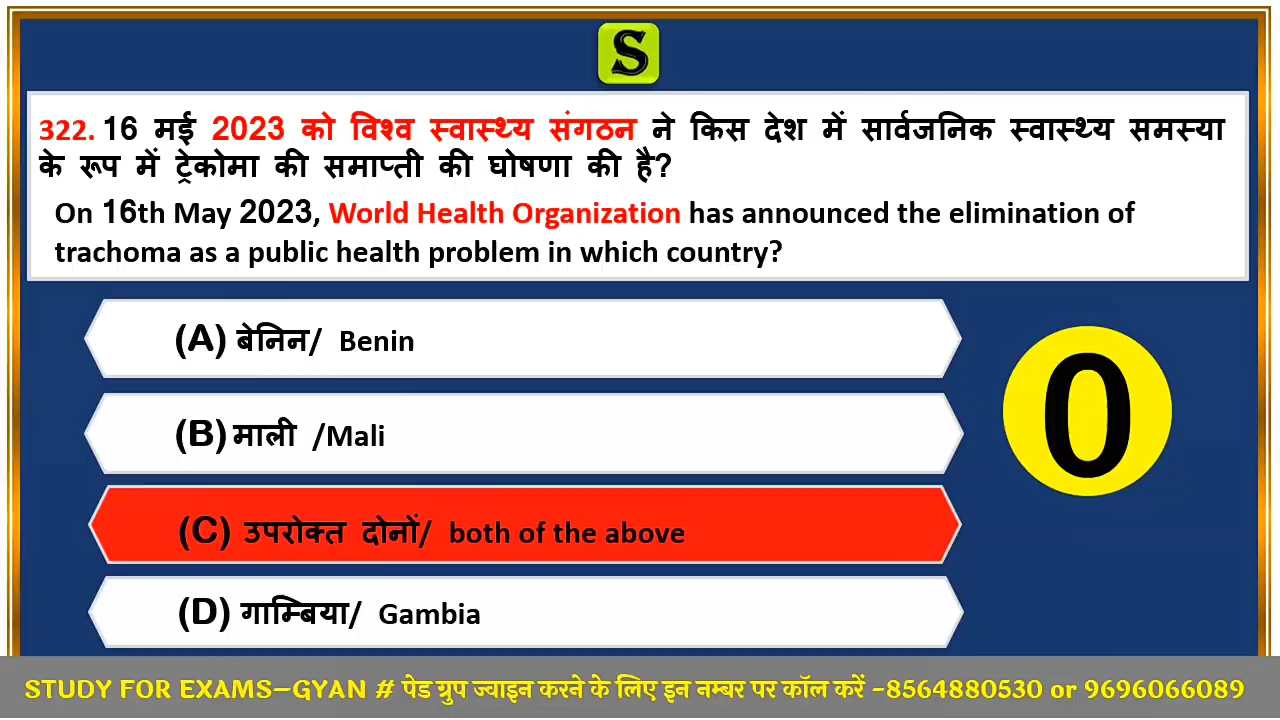 S
322. 16 मई 2023 को विश्व स्वास्थ्य संगठन ने किस देश में सार्वजनिक स्वास्थ्य समस्या
के रूप में ट्रेकोमा की समाप्ती की घोषणा की है?
On 16th May 2023, World Health Organization has announced the elimination of
trachoma as a public health problem in which country?
(A) बेनिन/ Benin
(B) माली /Mali
(C) उपरोक्त दोनों/ both of the above
(D) गाम्बिया/ Gambia
0
STUDY FOR EXAMS–GYAN # पेड ग्रुप ज्वाइन करने के लिए इन नम्बर पर कॉल करें -8564880530 or 9696066089